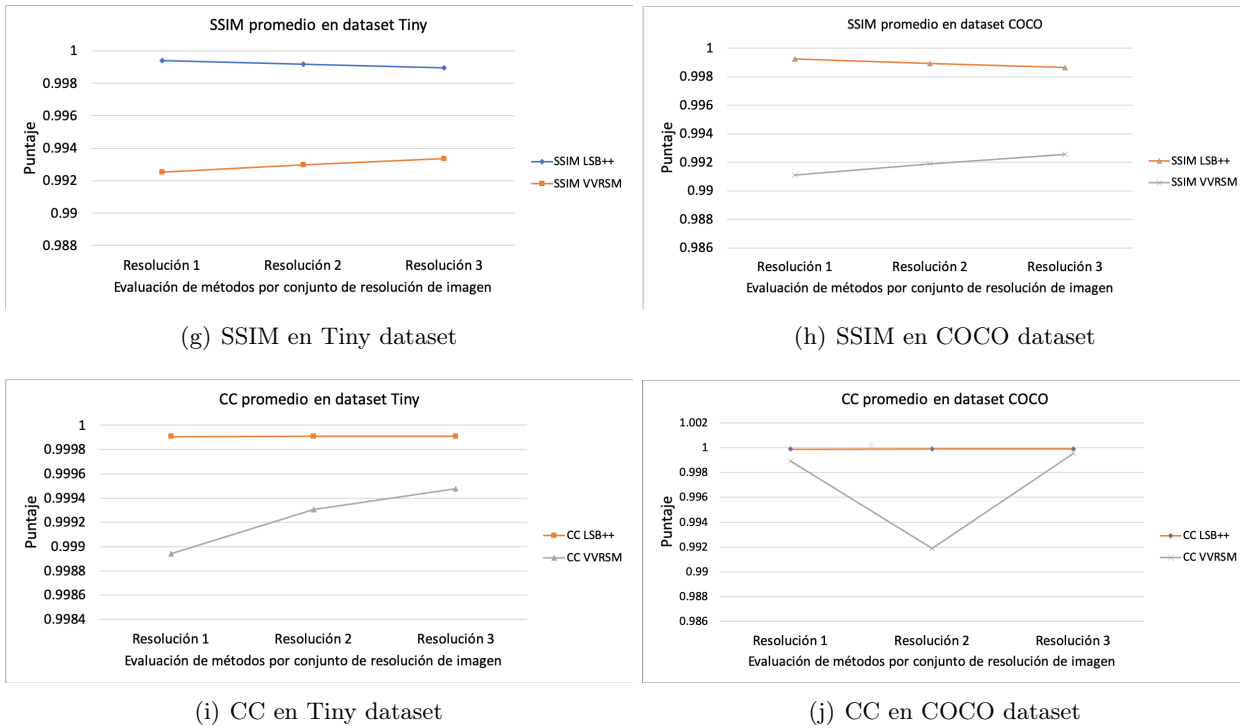 SSIM promedio en dataset Tiny
1
0.998
0.996
0.994
0.992
0.99
0.988
Puntaje
SSIM LSB++
SSIM VVRSM
Resolución 1
Resolución 2
Resolución 3
Evaluación de métodos por conjunto de resolución de imagen
(g) SSIM en Tiny dataset
SSIM promedio en dataset COCO
1
0.998
0.996
0.994
0.992
0.99
0.988
0.986
Puntaje
SSIM LSB++
SSIM VVRSM
Resolución 1
Resolución 2
Resolución 3
Evaluación de métodos por conjunto de resolución de imagen
(h) SSIM en COCO dataset
CC promedio en dataset Tiny
1
0.9998
0.9996
0.9994
0.9992
0.999
0.9988
0.9986
0.9984
Puntaje
CC LSB++
CC VVRSM
Resolución 1
Resolución 2
Resolución 3
Evaluación de métodos por conjunto de resolución de imagen
(i) CC en Tiny dataset
CC promedio en dataset COCO
1.002
1
0.998
0.996
0.994
0.992
0.99
0.988
0.986
Puntaje
CC LSB++
CC VVRSM
Resolución 1
Resolución 2
Resolución 3
Evaluación de métodos por conjunto de resolución de imagen
(j) CC en COCO dataset